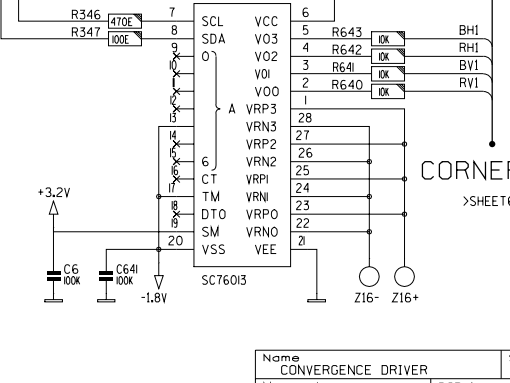 R346 470E 7 SCL VCC 6
R347 100E 8 SDA VO3 5 R643 10K BH1
9 0 VO2 4 R642 10K RH1
10 VO1 3 R641 10K BV1
11 VO0 2 R640 10K RV1
12 A VRP3 1
13 VRN3 28
14 VRP2 27
15 6 VRN2 26
16 CT VRP1 25
17 TM VRN1 24
18 DTO VRP0 23
19 SM VRN0 22
20 VSS VEE 21
CORNER
>SHEET6
+3.2V
C6 100K
C641 100K
-1.8V
SC76013
Z16- Z16+
Name
CONVERGENCE DRIVER